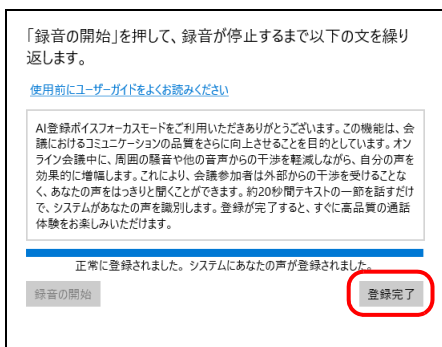 「録音の開始」を押して、録音が停止するまで以下の文を繰り
返します。
使用前にユーザーガイドをよくお読みください
AI登録ボイスフォーカスモードをご利用いただきありがとうございます。この機能は、会
議におけるコミュニケーションの品質をさらに向上させることを目的としています。オン
ライン会議中に、周囲の騒音や他の音声からの干渉を軽減しながら、自分の声を
効果的に増幅します。これにより、会議参加者は外部からの干渉を受けることな
く、あなたの声をはっきりと聞くことができます。約20秒間テキストの一節を話すだけ
で、システムがあなたの声を識別します。登録が完了すると、すぐに高品質の通話
体験をお楽しみいただけます。
正常に登録されました。システムにあなたの声が登録されました。
録音の開始
登録完了